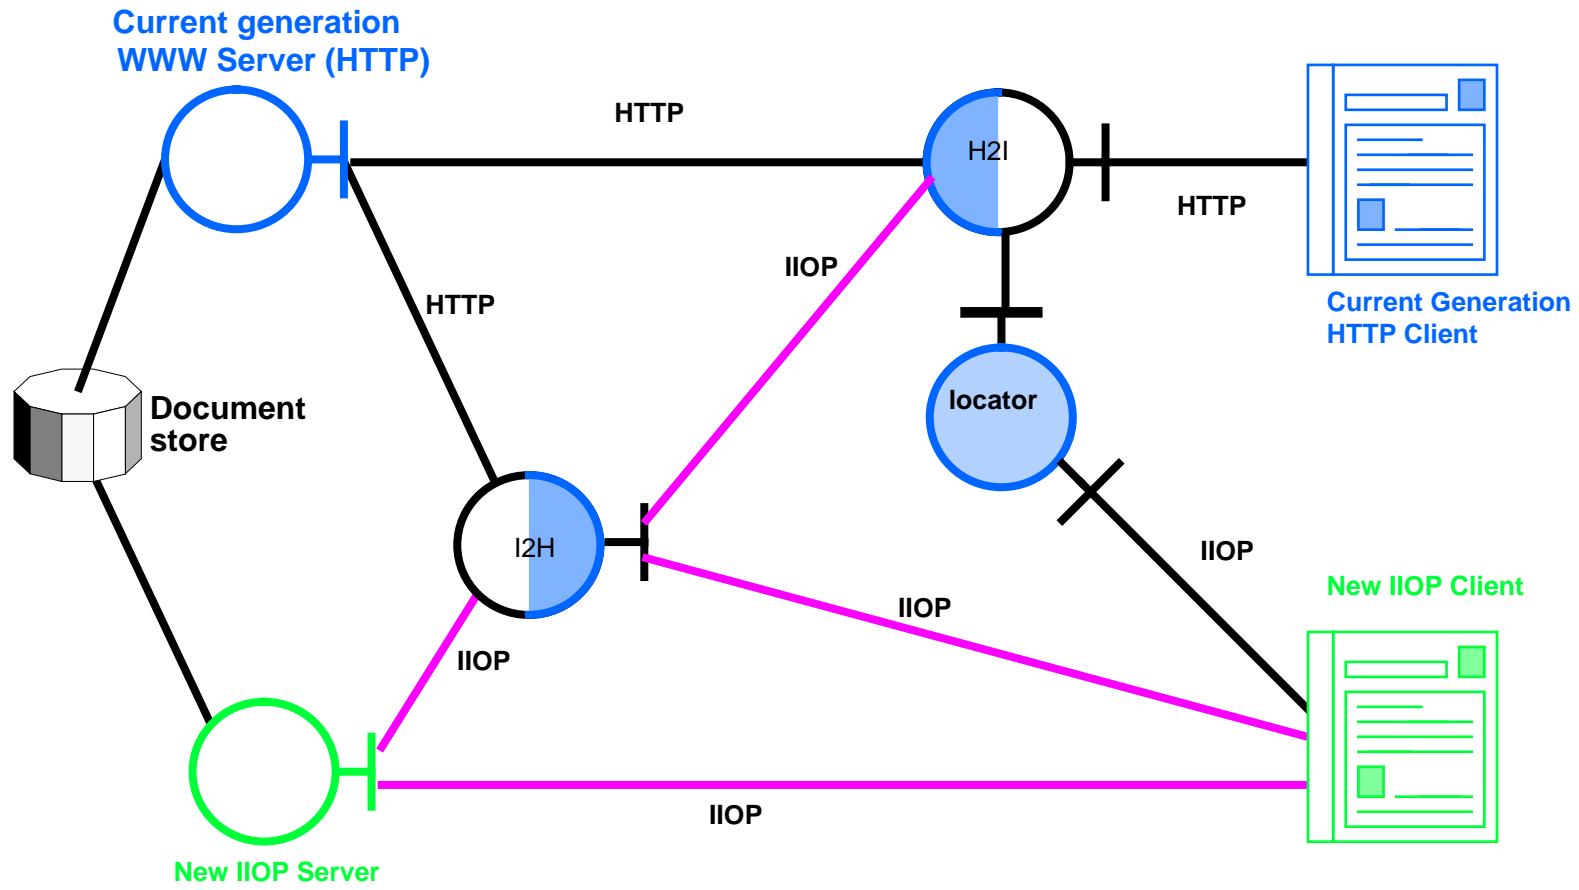 Current generation
WWW Server (HTTP)
HTTP
H2I
HTTP
IIOP
HTTP
Current Generation
HTTP Client
Document
store
locator
I2H
IIOP
New IIOP Client
IIOP
IIOP
IIOP
New IIOP Server